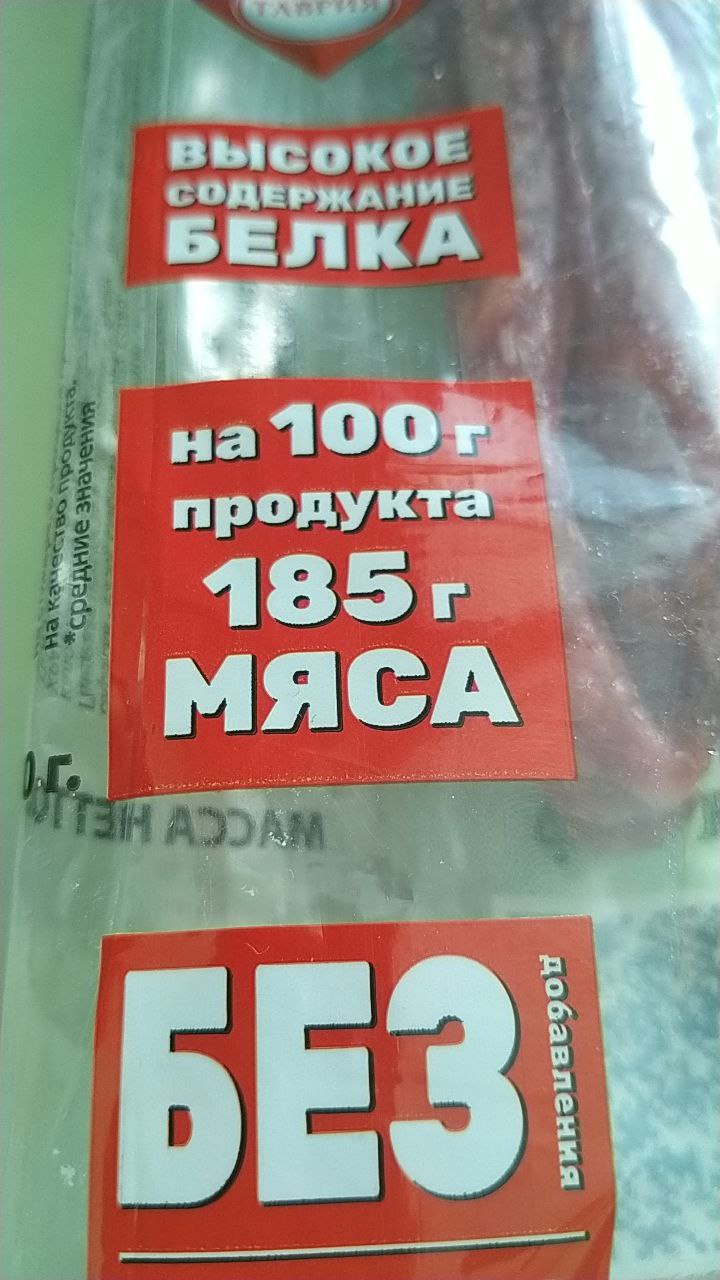 ТАВРИЯ
ВЫСОКОЕ
СОДЕРЖАНИЕ
БЕЛКА
на качество продукта.
*средние значения
на 100 г
продукта
185 г
МЯСА
г.
МАССА НЕТТО
БЕЗ
добавления